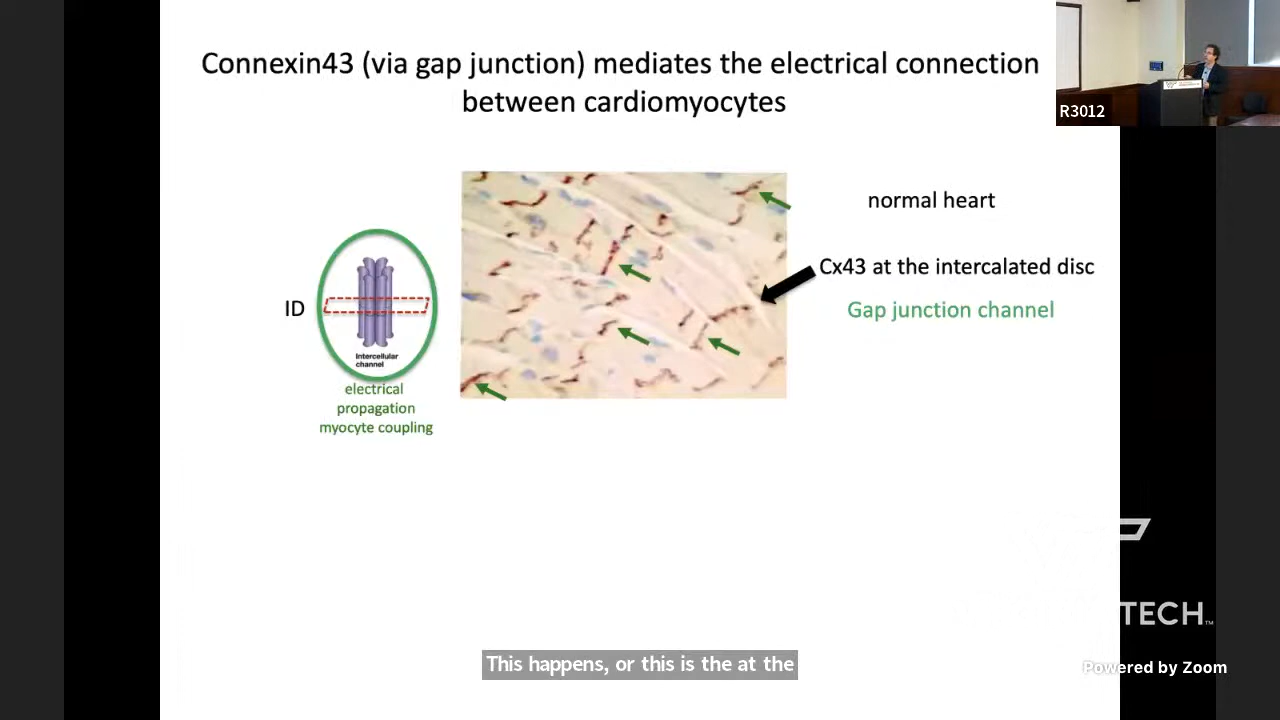 Connexin43 (via gap junction) mediates the electrical connection
between cardiomyocytes
R3012
normal heart
Cx43 at the intercalated disc
Gap junction channel
ID
Intercellular
channel
electrical
propagation
myocyte coupling
TECH™
This happens, or this is the at the
Powered by Zoom